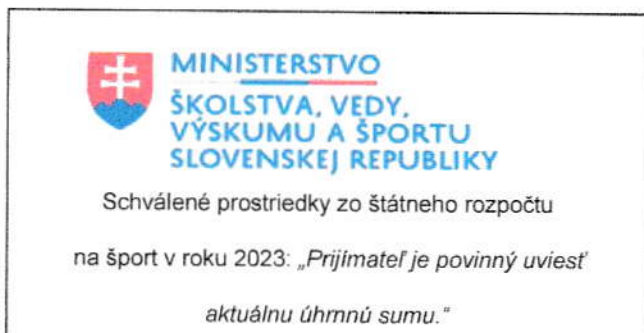 MINISTERSTVO
ŠKOLSTVA, VEDY,
VÝSKUMU A ŠPORTU
SLOVENSKEJ REPUBLIKY
Schválené prostriedky zo štátneho rozpočtu
na šport v roku 2023: „Prijímateľ je povinný uviesť
aktuálnu úhrnnú sumu.“